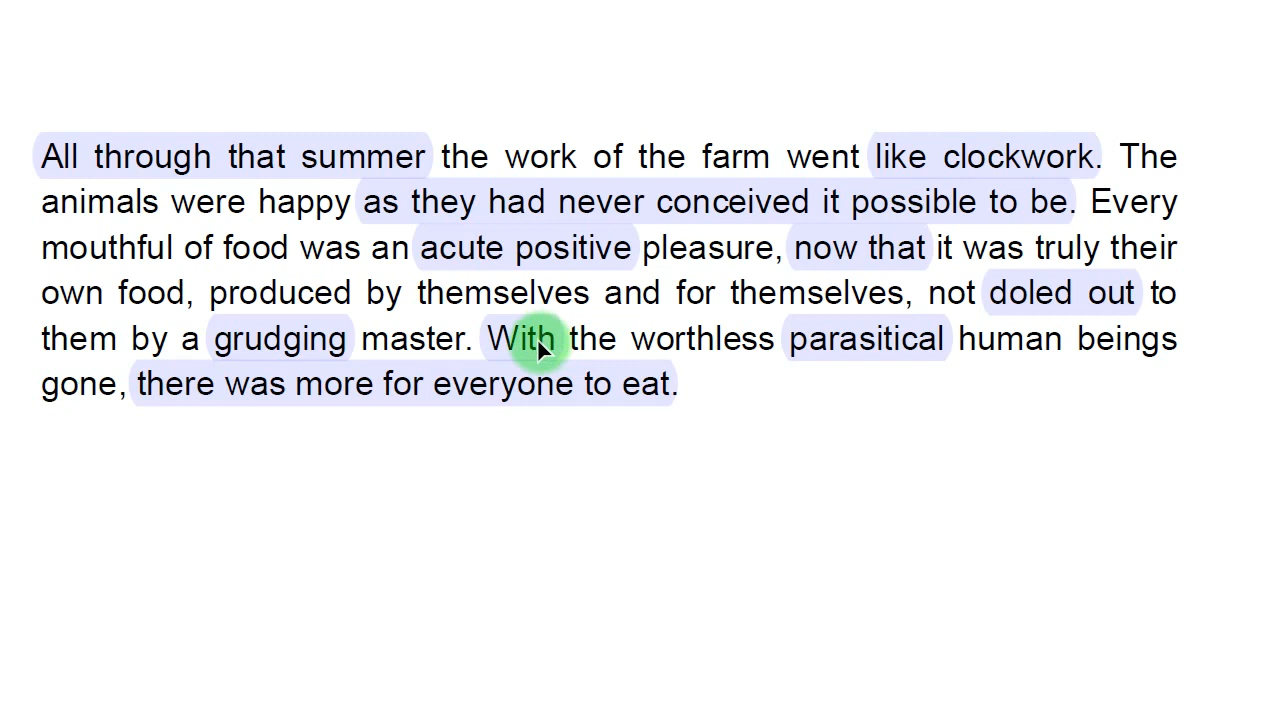 All through that summer the work of the farm went like clockwork. The
animals were happy as they had never conceived it possible to be. Every
mouthful of food was an acute positive pleasure, now that it was truly their
own food, produced by themselves and for themselves, not doled out to
them by a grudging master. With the worthless parasitical human beings
gone, there was more for everyone to eat.